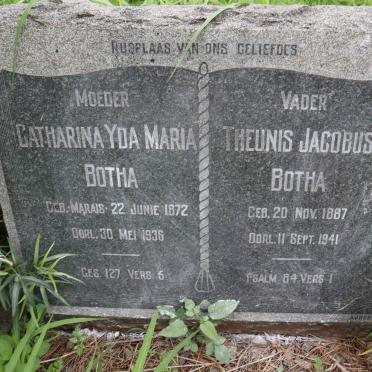 RUSPLAAS VAN ONS GELIEFDES
MOEDER
CATHARINA YDA MARIA
BOTHA
GEB. MARAIS 22 JUNIE 1872
OORL. 30 MEI 1936
GES. 127 VERS 6
VADER
THEUNIS JACOBUS
BOTHA
GEB. 20 NOV. 1867
OORL. 11 SEPT. 1941
PSALM 84 VERS 1